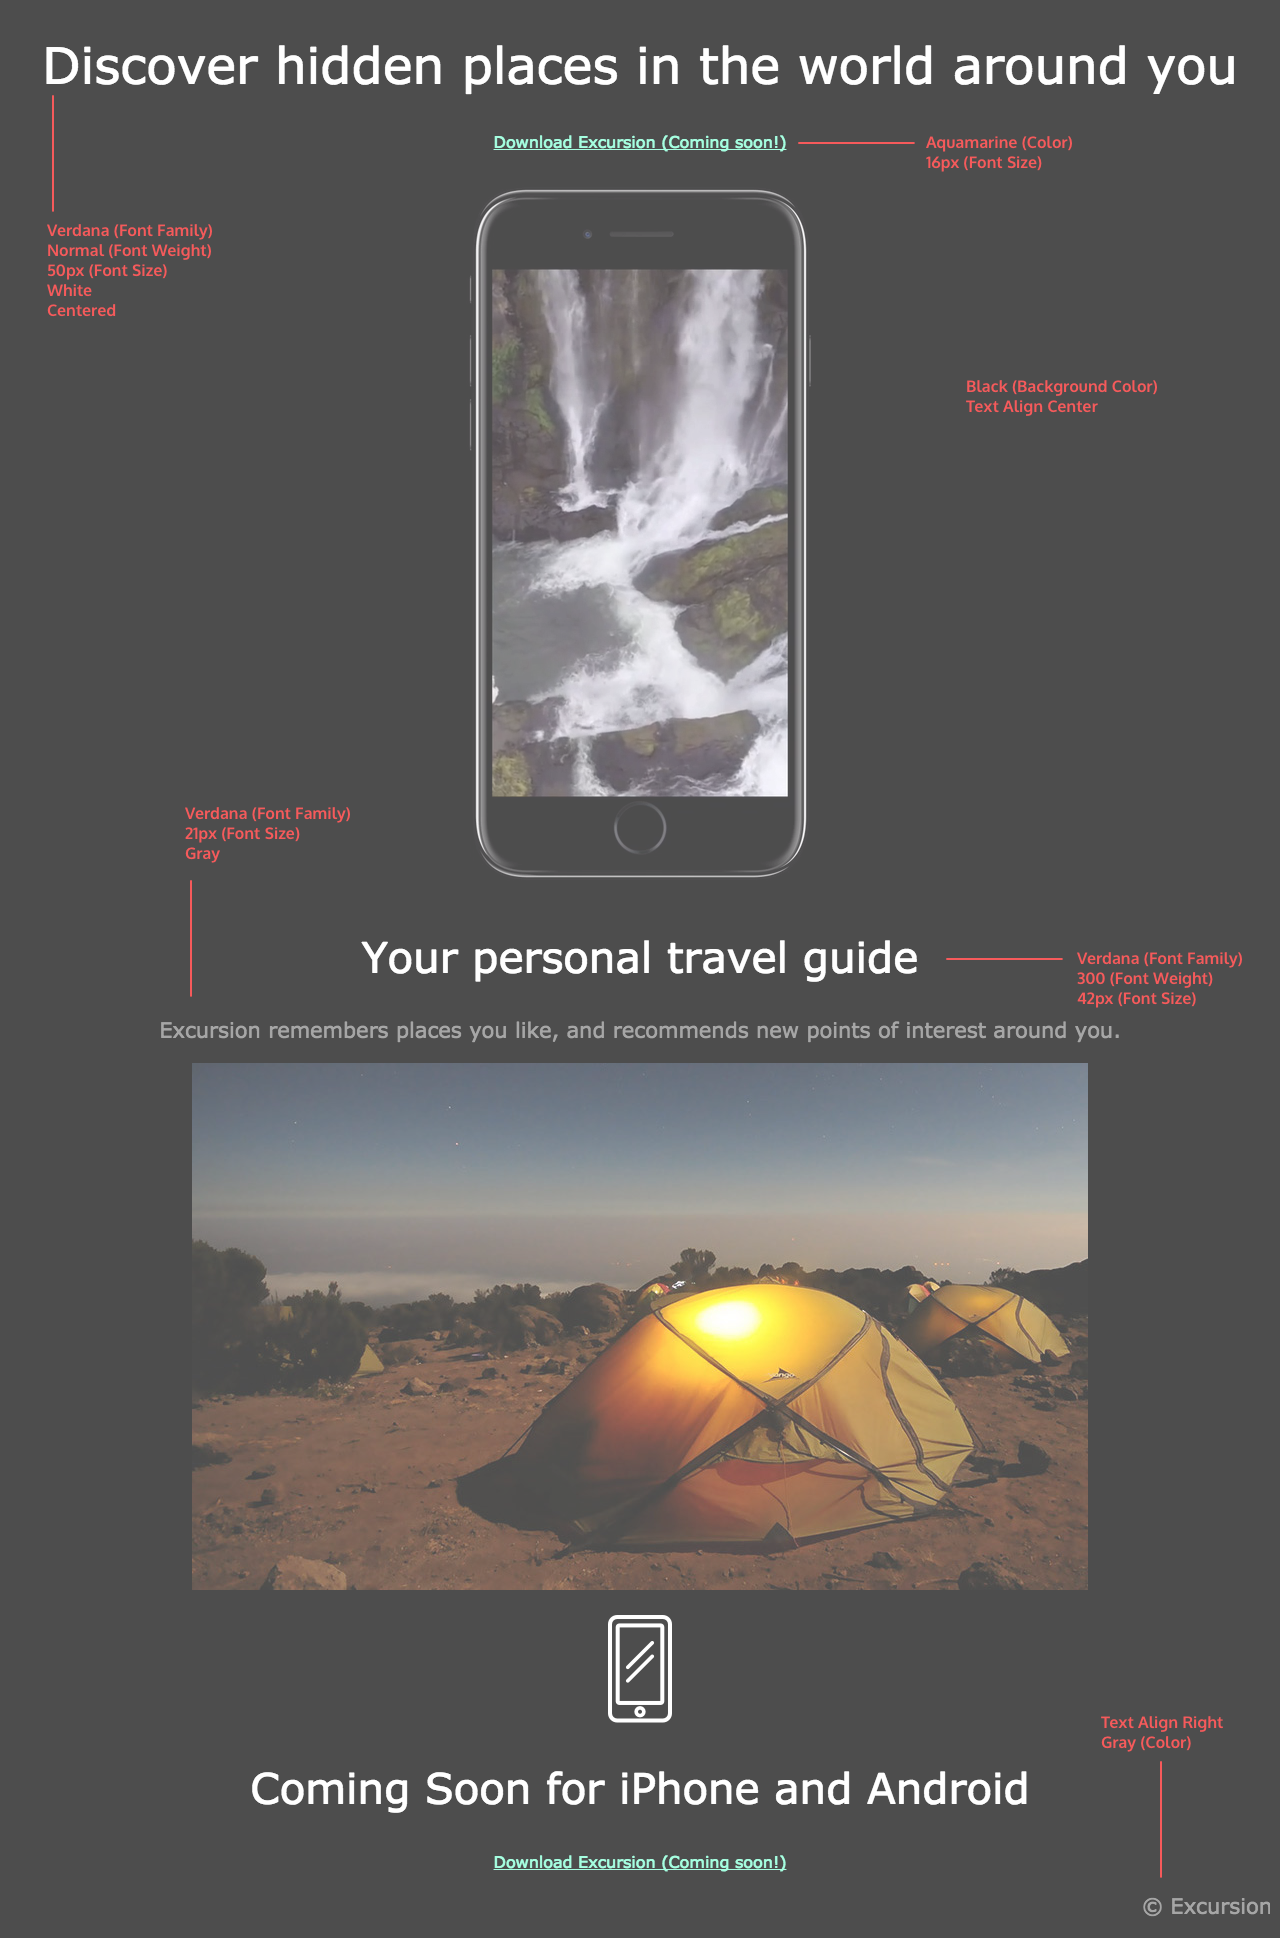 Discover hidden places in the world around you
Download Excursion (Coming soon!)
Aquamarine (Color)
16px (Font Size)
Verdana (Font Family)
Normal (Font Weight)
50px (Font Size)
White
Centered
Black (Background Color)
Text Align Center
Verdana (Font Family)
21px (Font Size)
Gray
Your personal travel guide
Verdana (Font Family)
300 (Font Weight)
42px (Font Size)
Excursion remembers places you like, and recommends new points of interest around you.
Text Align Right
Gray (Color)
Coming Soon for iPhone and Android
Download Excursion (Coming soon!)
© Excursion